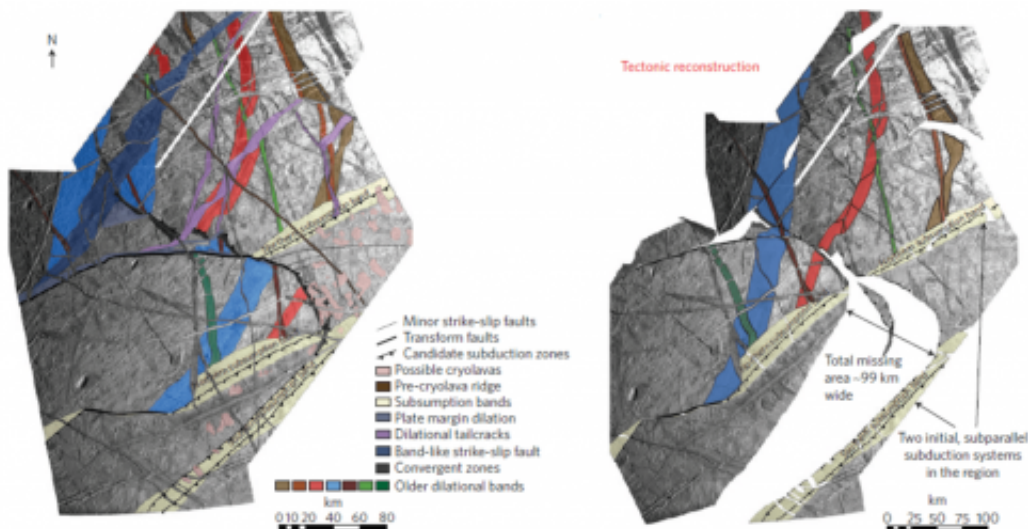 N
Minor strike-slip faults
Transform faults
Candidate subduction zones
Possible cryolavas
Pre-cryolava ridge
Subsumption bands
Plate margin dilation
Dilational tailcracks
Band-like strike-slip fault
Convergent zones
Older dilational bands
km
0 10 20 40 60 80
Tectonic reconstruction
Total missing
area ~99 km
wide
Two initial, subparallel
subduction systems
in the region
km
0 25 50 75 100